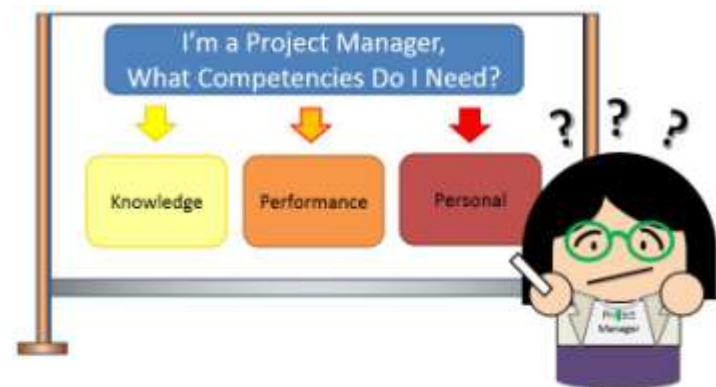 I'm a Project Manager,
What Competencies Do I Need?
Knowledge
Performance
Personal
? ? ?
Project
Manager